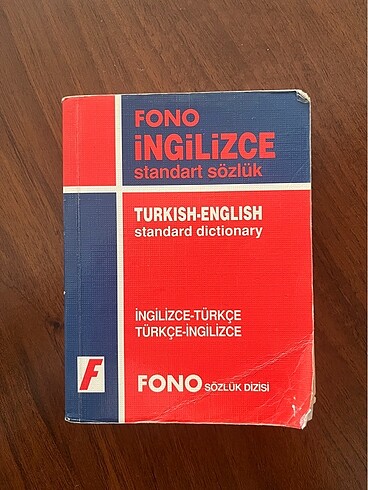 FONO
İNGİLİZCE
standart sözlük
TURKISH-ENGLISH
standard dictionary
İNGİLİZCE-TÜRKÇE
TÜRKÇE-İNGİLİZCE
F
FONO SÖZLÜK DİZİSİ